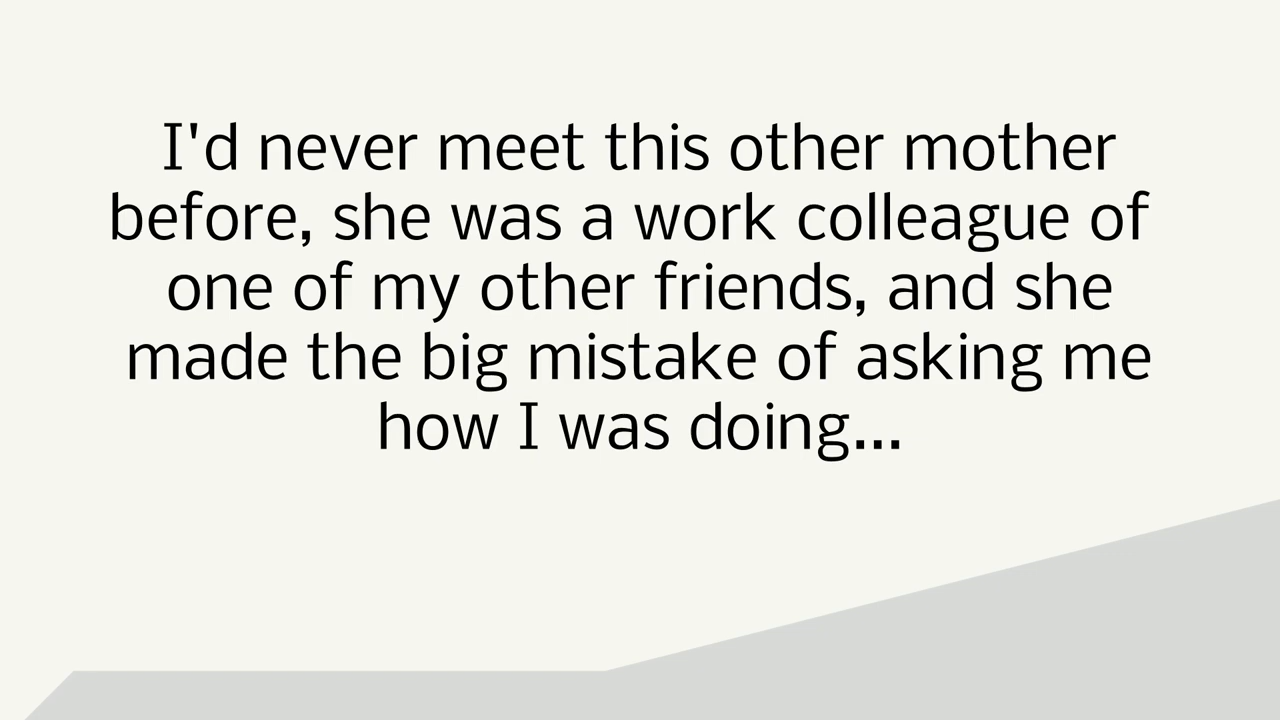 I'd never meet this other mother
before, she was a work colleague of
one of my other friends, and she
made the big mistake of asking me
how I was doing...